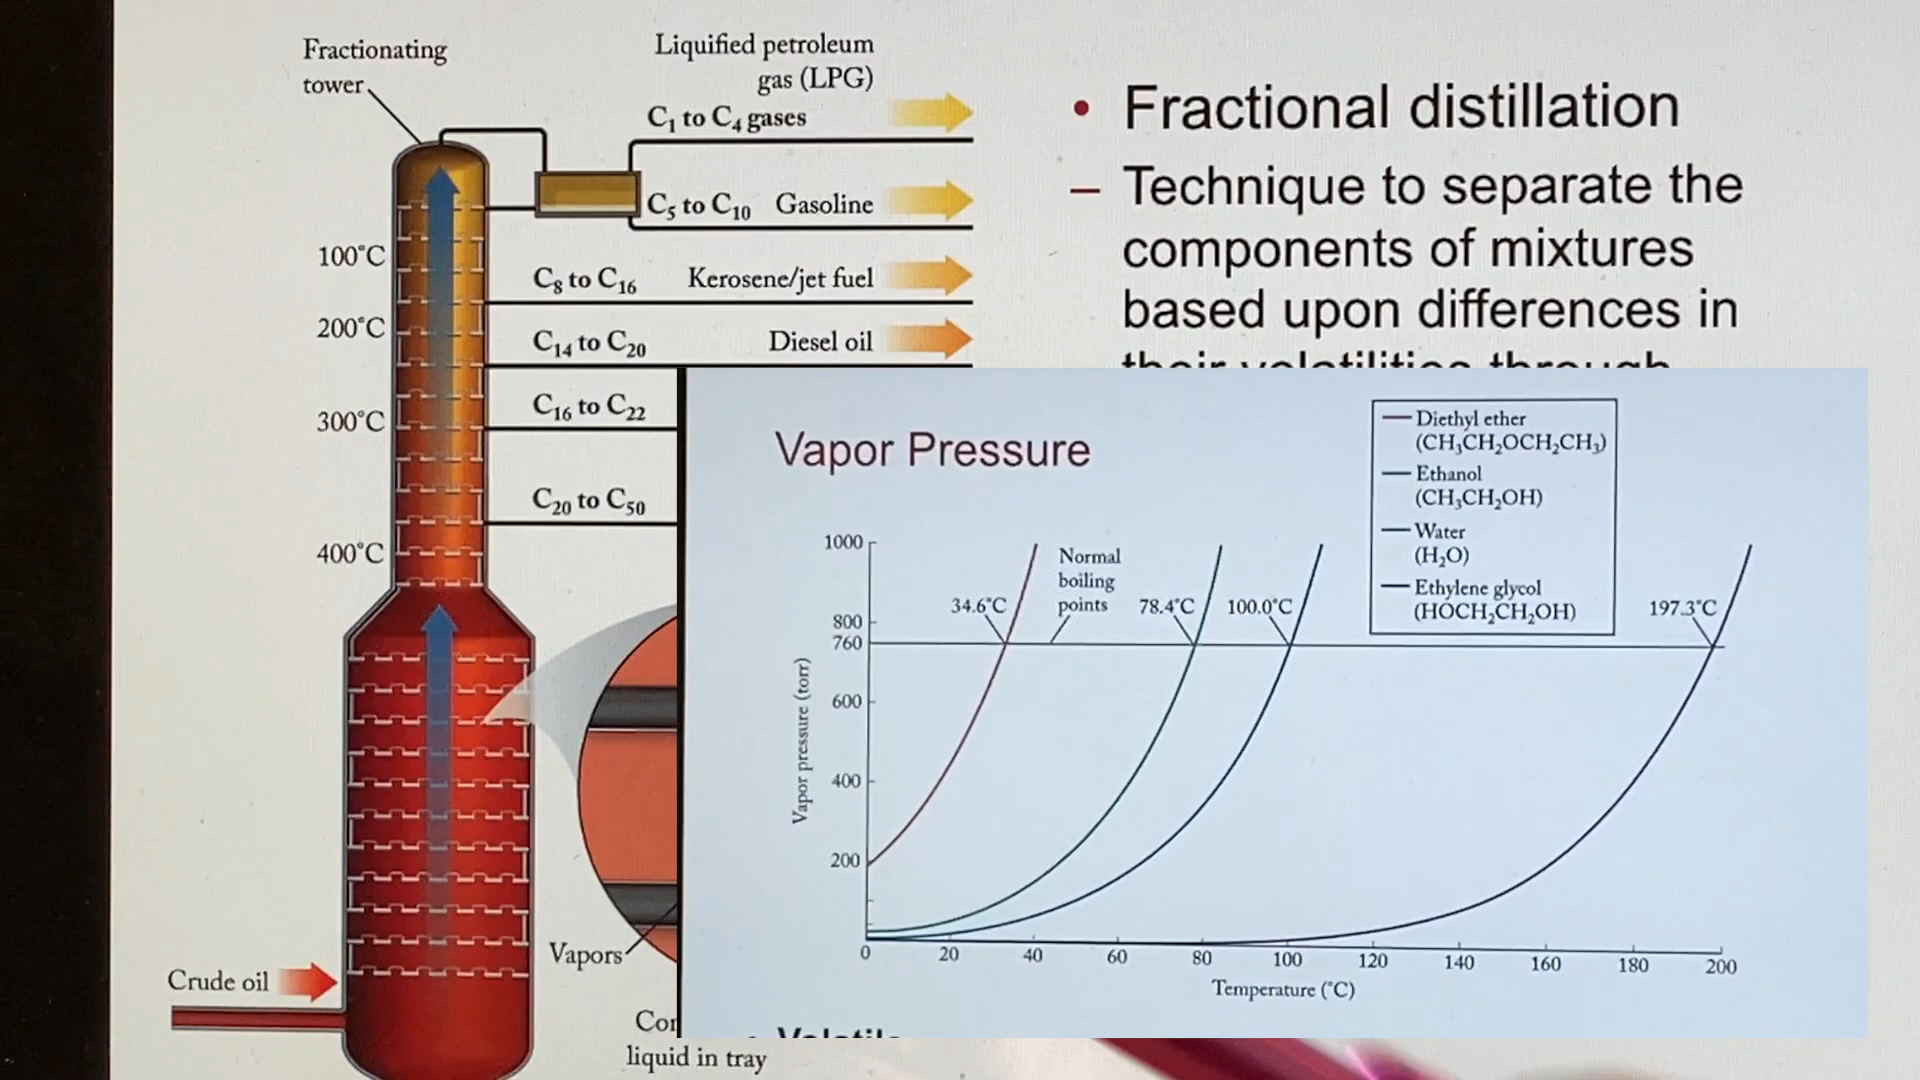 Fractionating
tower
Liquified petroleum
gas (LPG)
C₁ to C₄ gases
C₅ to C₁₀ Gasoline
100°C
C₈ to C₁₆ Kerosene/jet fuel
200°C
C₁₄ to C₂₀ Diesel oil
C₁₆ to C₂₂
300°C
C₂₀ to C₅₀
400°C
Vapors
Crude oil
liquid in tray
• Fractional distillation
– Technique to separate the
components of mixtures
based upon differences in
their volatilities through
Vapor Pressure
Diethyl ether
(CH₃CH₂OCH₂CH₃)
Ethanol
(CH₃CH₂OH)
Water
(H₂O)
Ethylene glycol
(HOCH₂CH₂OH)
1000
800
760
600
400
200
Vapor pressure (torr)
34.6°C
Normal
boiling
points
78.4°C
100.0°C
197.3°C
0 20 40 60 80 100 120 140 160 180 200
Temperature (°C)